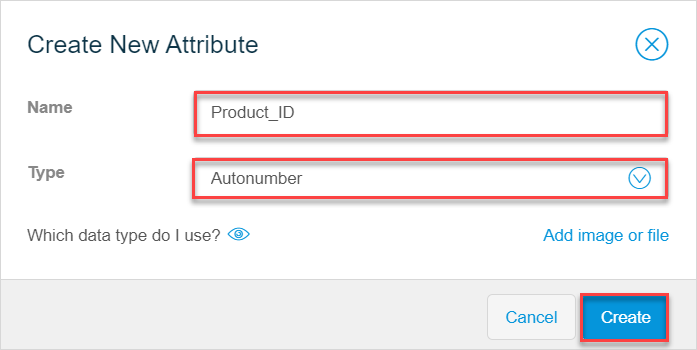 Create New Attribute
Name
Product_ID
Type
Autonumber
Which data type do I use?
Add image or file
Cancel
Create